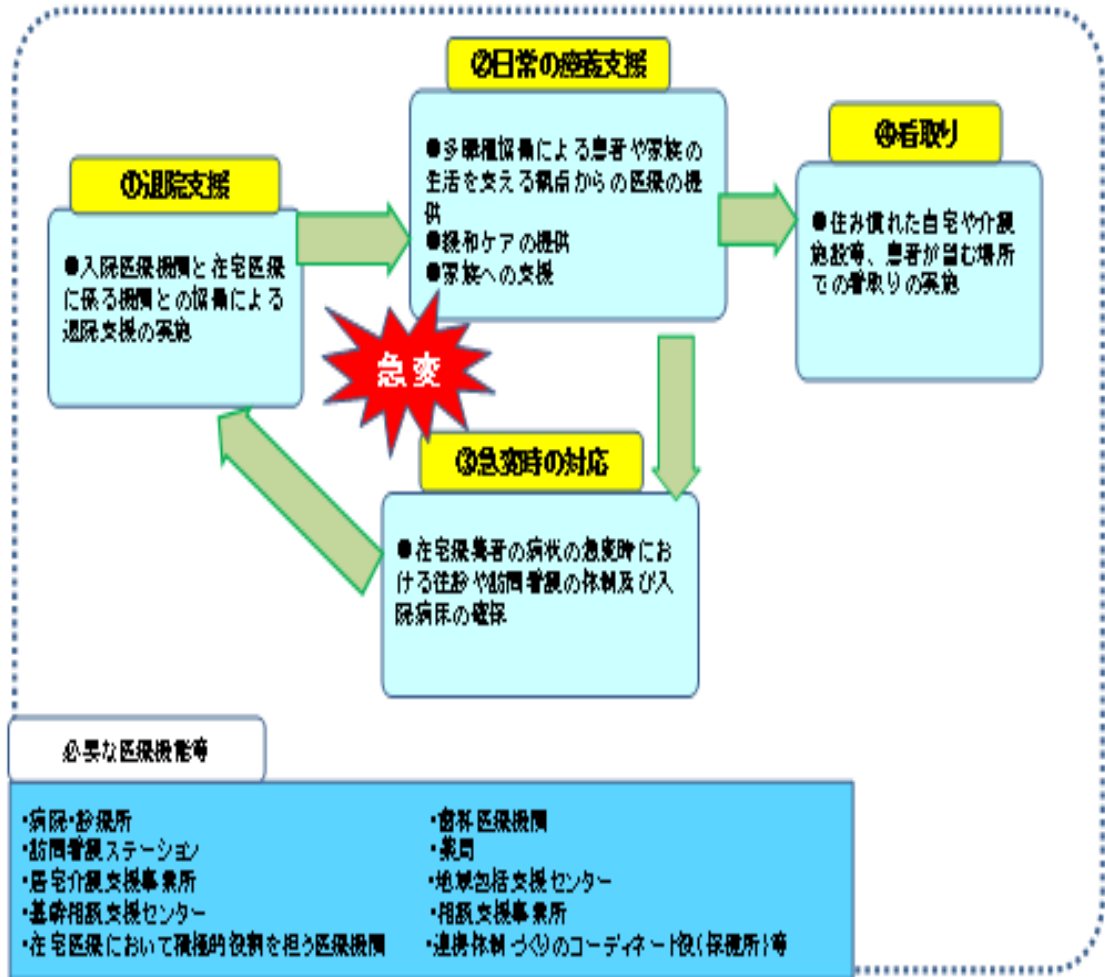 ①退院支援
●入院医療機関と在宅医療
に係る機関との協働による
退院支援の実施
②日常の療養支援
●多職種協働による患者や家族の
生活を支える観点からの医療の提
供
●緩和ケアの提供
●家族への支援
④看取り
●住み慣れた自宅や介護
施設等、患者が望む場所
での看取りの実施
急変
③急変時の対応
●在宅療養者の病状の急変時にお
ける往診や訪問看護の体制及び入
院病床の確保
必要な医療機能等
・病院・診療所
・訪問看護ステーション
・居宅介護支援事業所
・基幹相談支援センター
・在宅医療において積極的役割を担う医療機関
・歯科医療機関
・薬局
・地域包括支援センター
・相談支援事業所
・連携体制づくりのコーディネート役(保健所)等